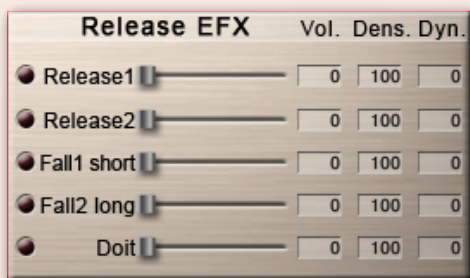 Release EFX Vol. Dens. Dyn.
Release1 0 100 0
Release2 0 100 0
Fall1 short 0 100 0
Fall2 long 0 100 0
Doit 0 100 0